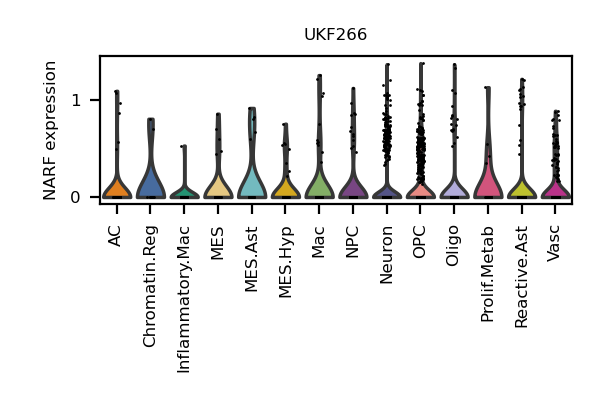 UKF266
NARF expression
1
0
AC
Chromatin.Reg
Inflammatory.Mac
MES
MES.Ast
MES.Hyp
Mac
NPC
Neuron
OPC
Oligo
Prolif.Metab
Reactive.Ast
Vasc